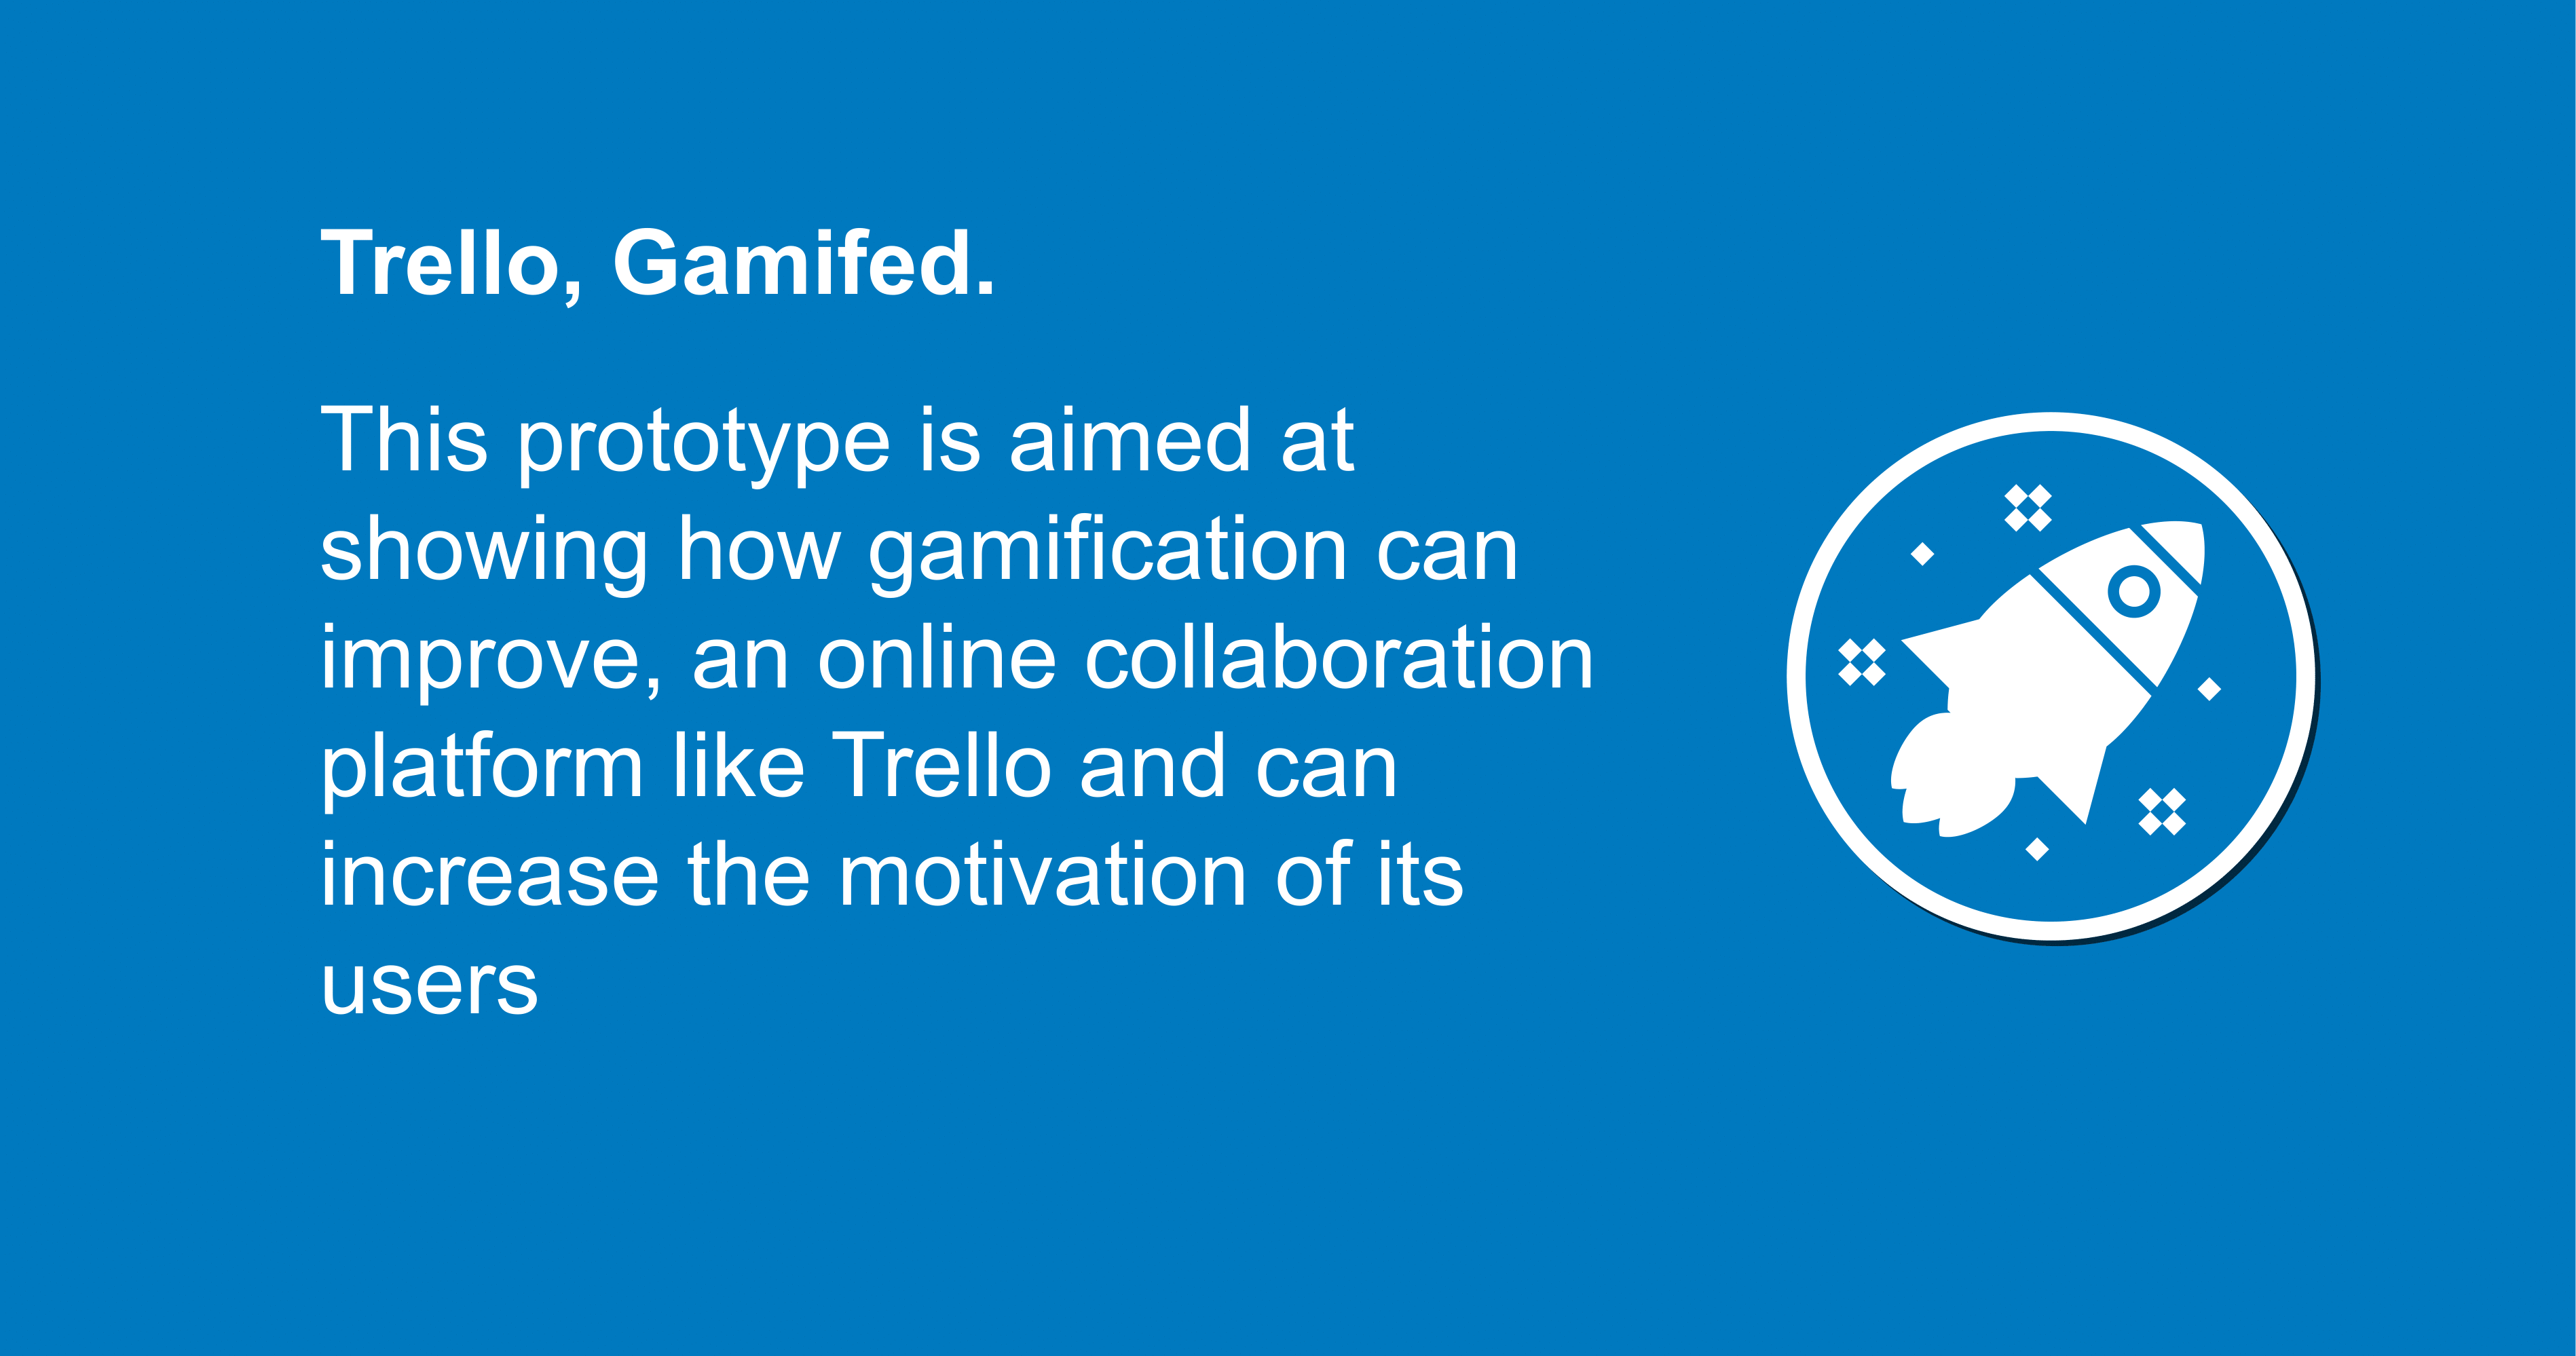 Trello, Gamifed.
This prototype is aimed at
showing how gamification can
improve, an online collaboration
platform like Trello and can
increase the motivation of its
users